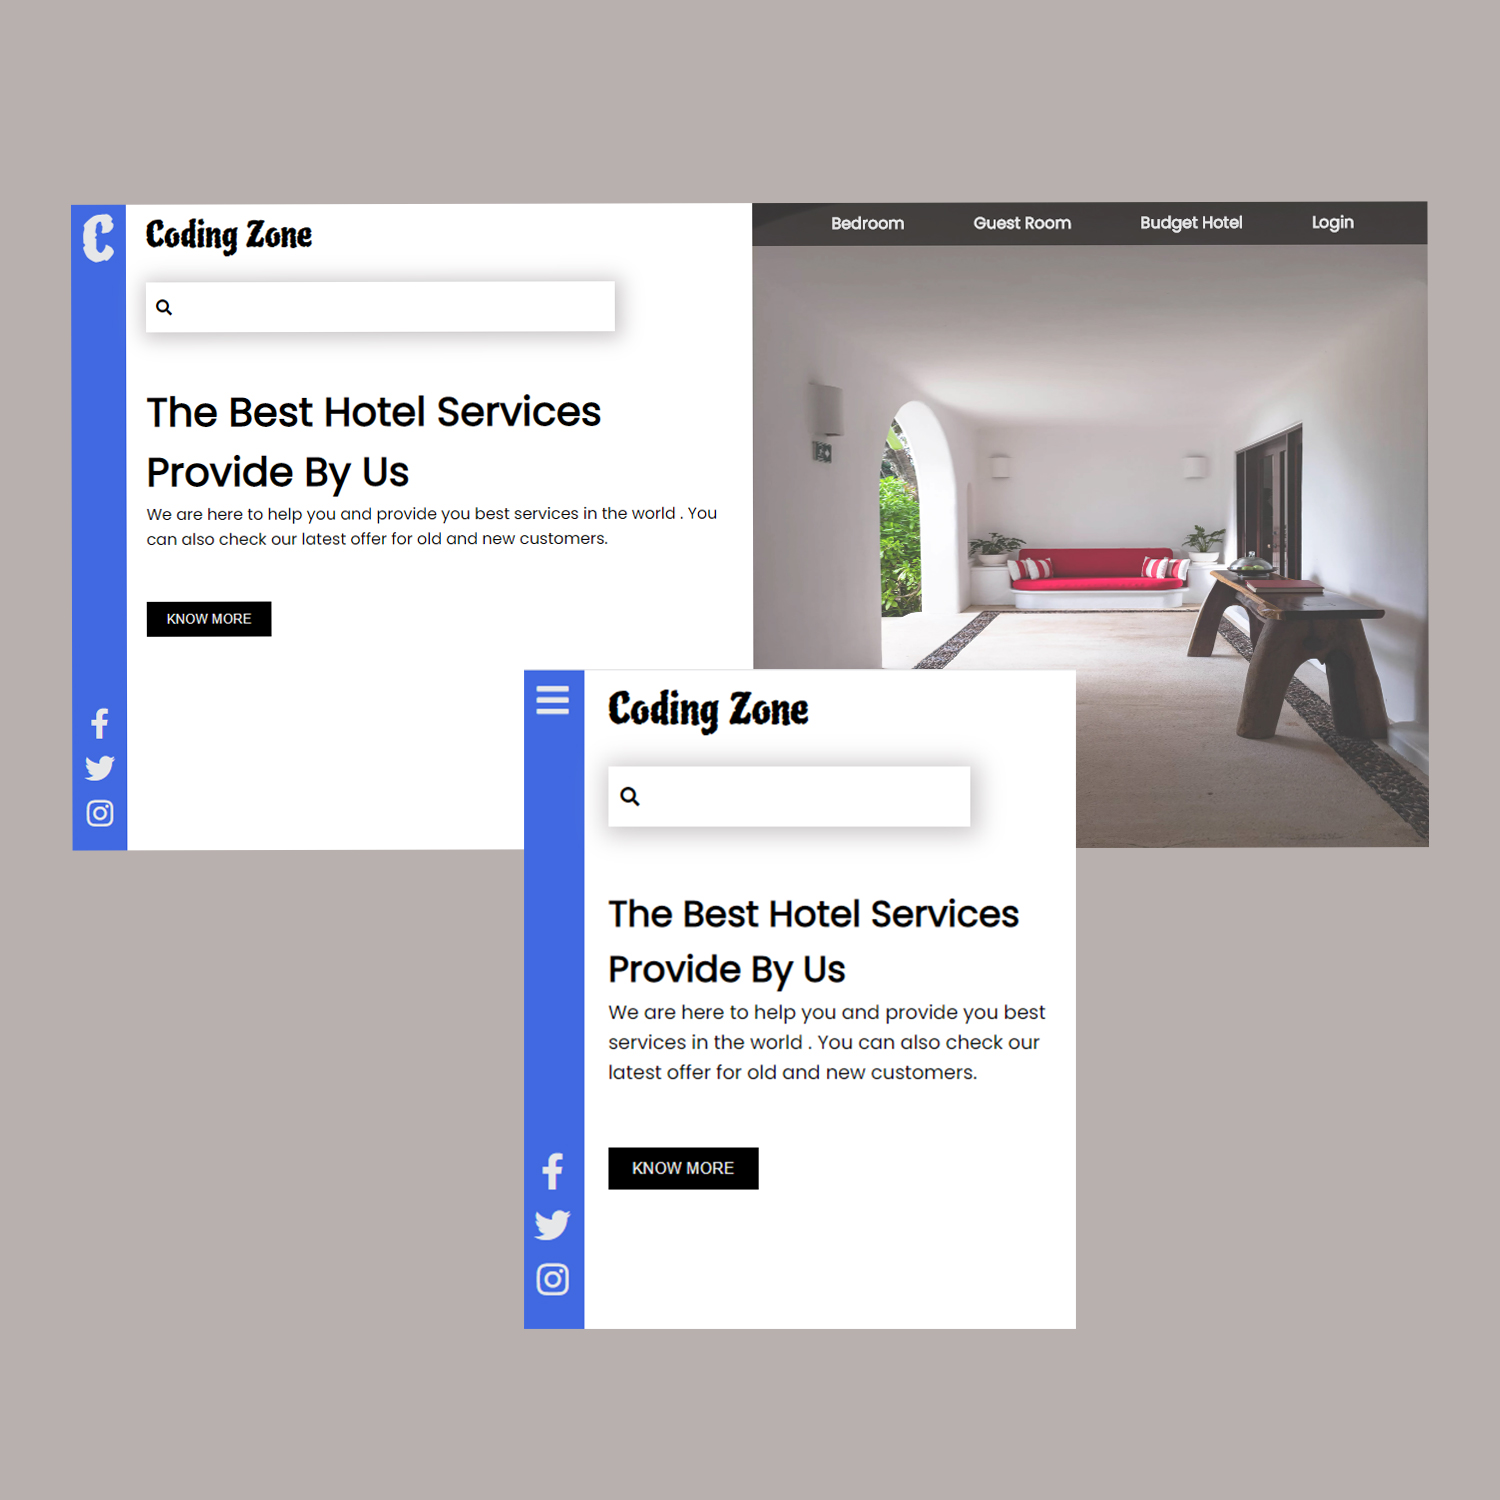 C
Coding Zone
Bedroom Guest Room Budget Hotel Login
The Best Hotel Services
Provide By Us
We are here to help you and provide you best services in the world . You
can also check our latest offer for old and new customers.
KNOW MORE
Coding Zone
The Best Hotel Services
Provide By Us
We are here to help you and provide you best
services in the world . You can also check our
latest offer for old and new customers.
KNOW MORE